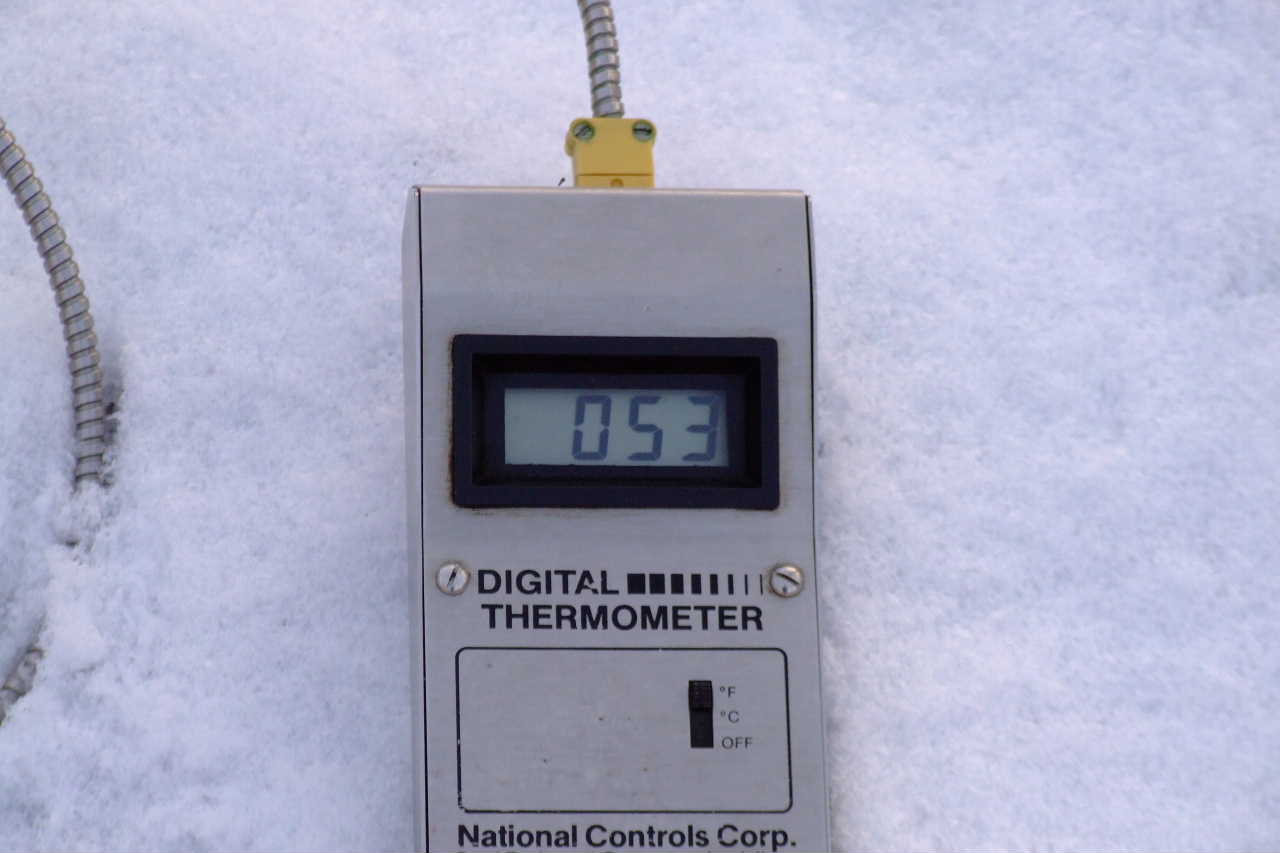 053
DIGITAL
THERMOMETER
°F
°C
OFF
National Controls Corp.